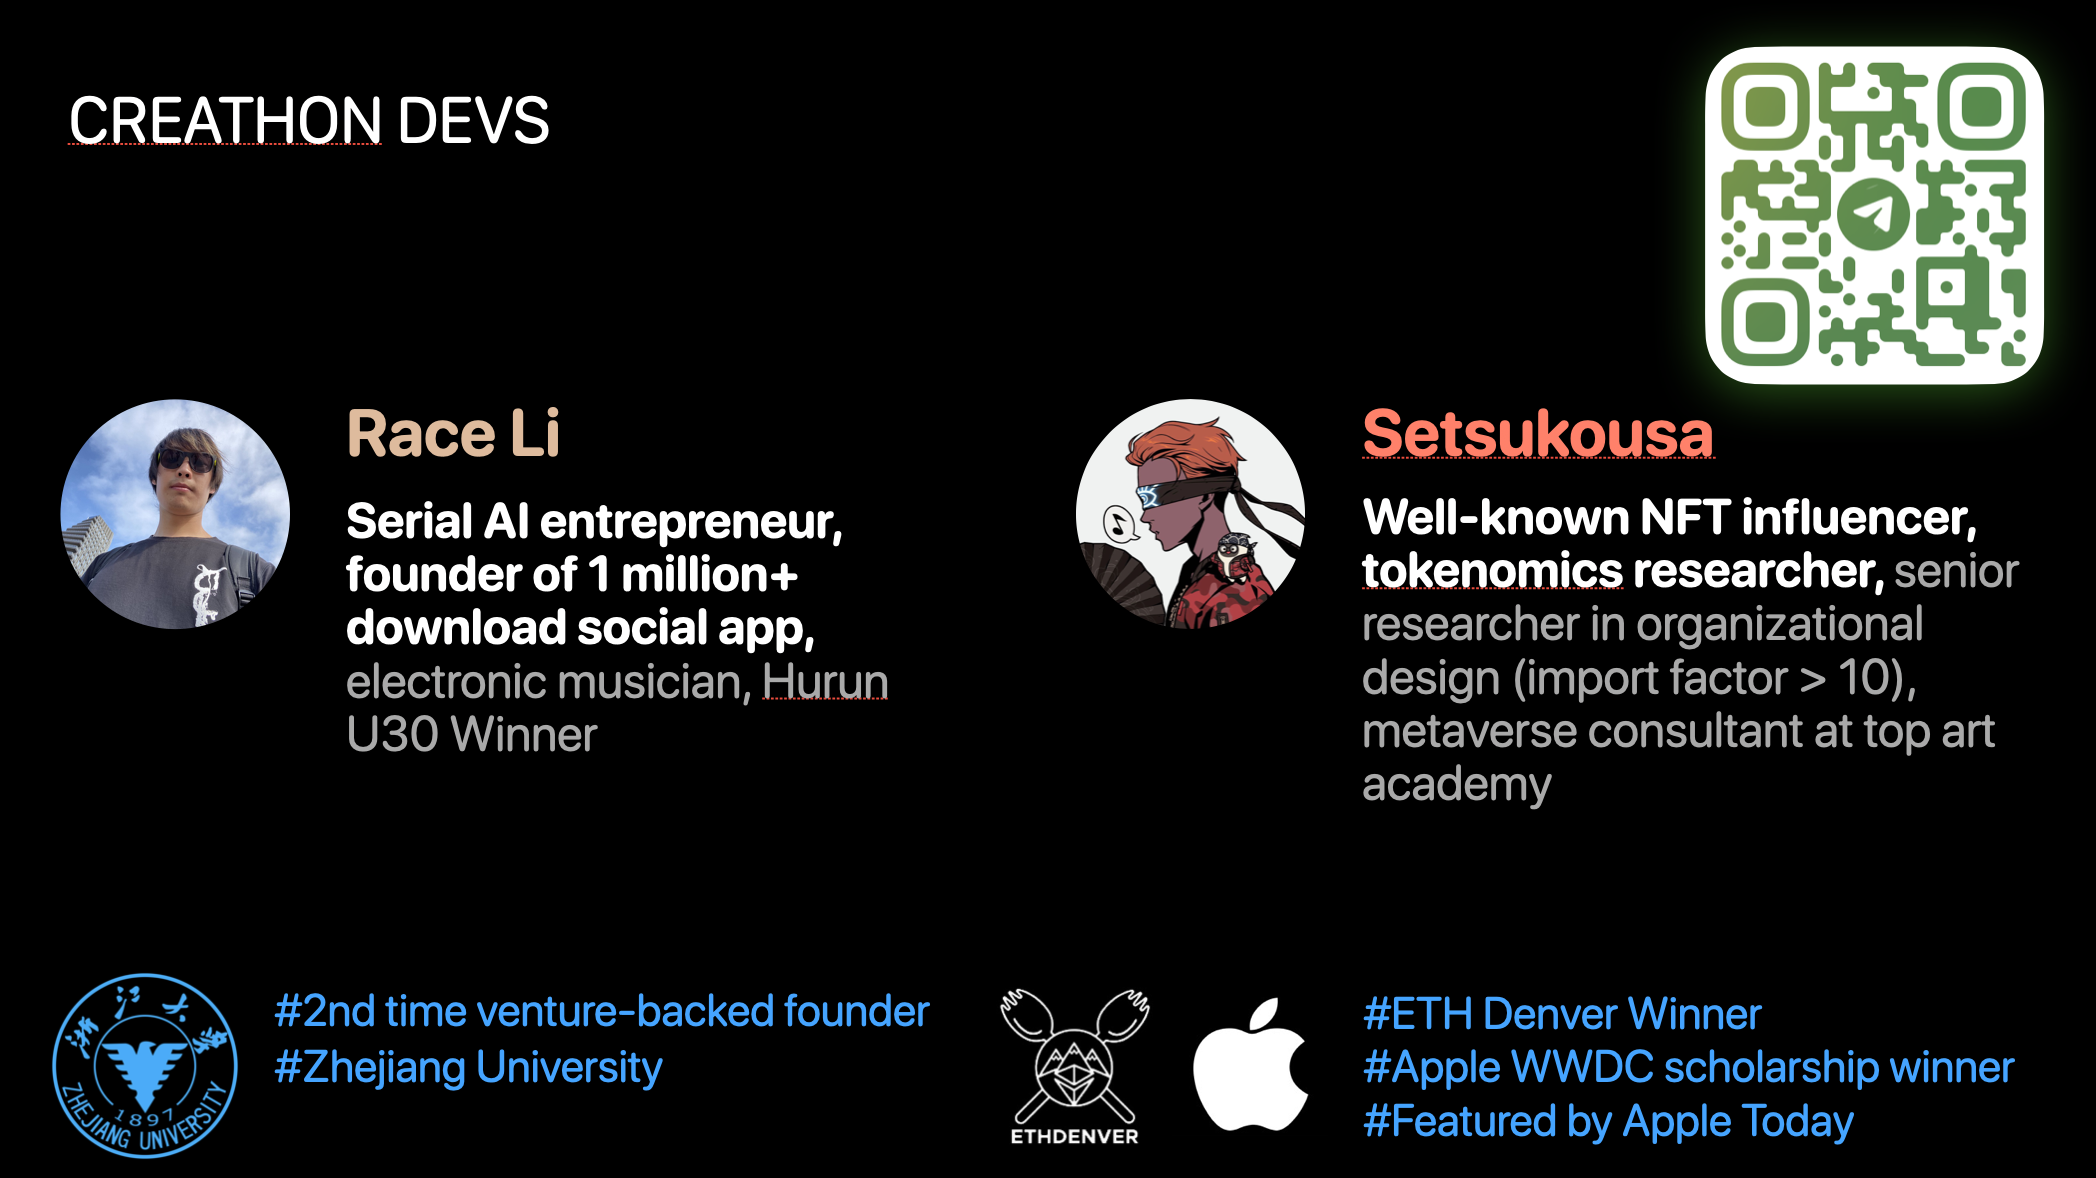 CREATHON DEVS
Race Li
Serial AI entrepreneur,
founder of 1 million+
download social app,
electronic musician, Hurun
U30 Winner
Setsukousa
Well-known NFT influencer,
tokenomics researcher, senior
researcher in organizational
design (import factor > 10),
metaverse consultant at top art
academy
浙江大学
1897
ZHEJIANG UNIVERSITY
#2nd time venture-backed founder
#Zhejiang University
ETHDENVER
#ETH Denver Winner
#Apple WWDC scholarship winner
#Featured by Apple Today